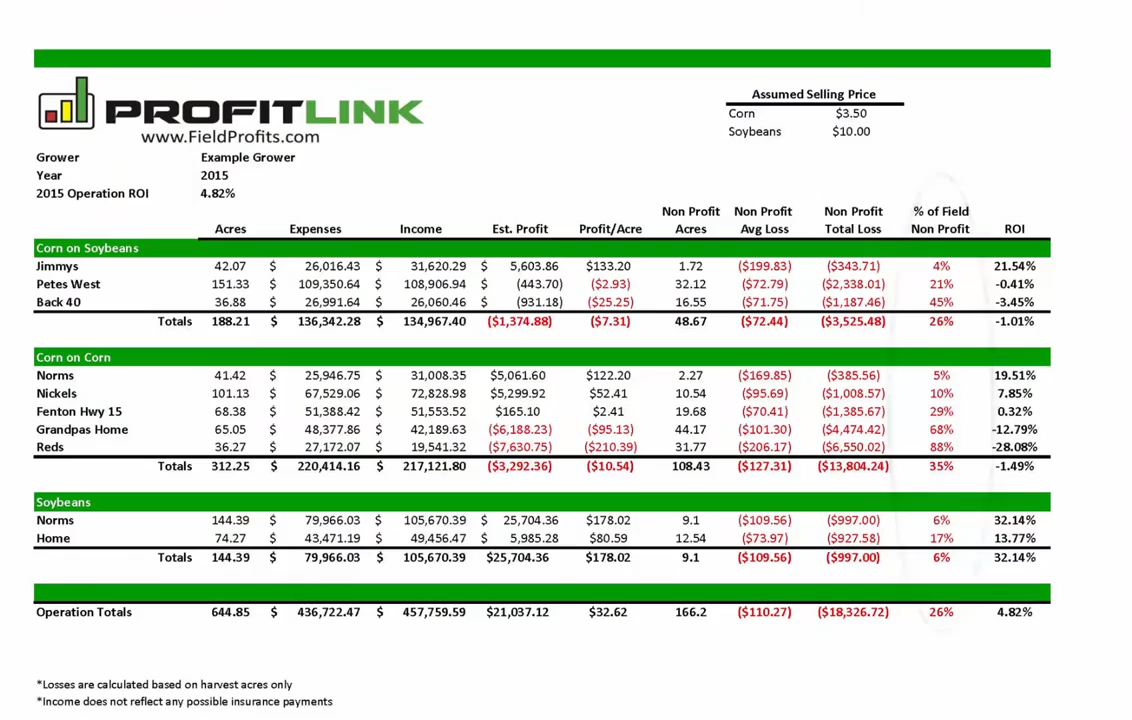 PROFITLINK
www.FieldProfits.com
Assumed Selling Price
Corn $3.50
Soybeans $10.00
Grower Example Grower
Year 2015
2015 Operation ROI 4.82%
Non Profit Non Profit Non Profit % of Field
Acres Expenses Income Est. Profit Profit/Acre Acres Avg Loss Total Loss Non Profit ROI
Corn on Soybeans
Jimmys 42.07 $ 26,016.43 $ 31,620.29 $ 5,603.86 $133.20 1.72 ($199.83) ($343.71) 4% 21.54%
Petes West 151.33 $ 109,350.64 $ 108,906.94 $ (443.70) ($2.93) 32.12 ($72.79) ($2,338.01) 21% -0.41%
Back 40 36.88 $ 26,991.64 $ 26,060.46 $ (931.18) ($25.25) 16.55 ($71.75) ($1,187.46) 45% -3.45%
Totals 188.21 $ 136,342.28 $ 134,967.40 ($1,374.88) ($7.31) 48.67 ($72.44) ($3,525.48) 26% -1.01%
Corn on Corn
Norms 41.42 $ 25,946.75 $ 31,008.35 $5,061.60 $122.20 2.27 ($169.85) ($385.56) 5% 19.51%
Nickels 101.13 $ 67,529.06 $ 72,828.98 $5,299.92 $52.41 10.54 ($95.69) ($1,008.57) 10% 7.85%
Fenton Hwy 15 68.38 $ 51,388.42 $ 51,553.52 $165.10 $2.41 19.68 ($70.41) ($1,385.67) 29% 0.32%
Grandpas Home 65.05 $ 48,377.86 $ 42,189.63 ($6,188.23) ($95.13) 44.17 ($101.30) ($4,474.42) 68% -12.79%
Reds 36.27 $ 27,172.07 $ 19,541.32 ($7,630.75) ($210.39) 31.77 ($206.17) ($6,550.02) 88% -28.08%
Totals 312.25 $ 220,414.16 $ 217,121.80 ($3,292.36) ($10.54) 108.43 ($127.31) ($13,804.24) 35% -1.49%
Soybeans
Norms 144.39 $ 79,966.03 $ 105,670.39 $ 25,704.36 $178.02 9.1 ($109.56) ($997.00) 6% 32.14%
Home 74.27 $ 43,471.19 $ 49,456.47 $ 5,985.28 $80.59 12.54 ($73.97) ($927.58) 17% 13.77%
Totals 144.39 $ 79,966.03 $ 105,670.39 $25,704.36 $178.02 9.1 ($109.56) ($997.00) 6% 32.14%
Operation Totals 644.85 $ 436,722.47 $ 457,759.59 $21,037.12 $32.62 166.2 ($110.27) ($18,326.72) 26% 4.82%
*Losses are calculated based on harvest acres only
*Income does not reflect any possible insurance payments